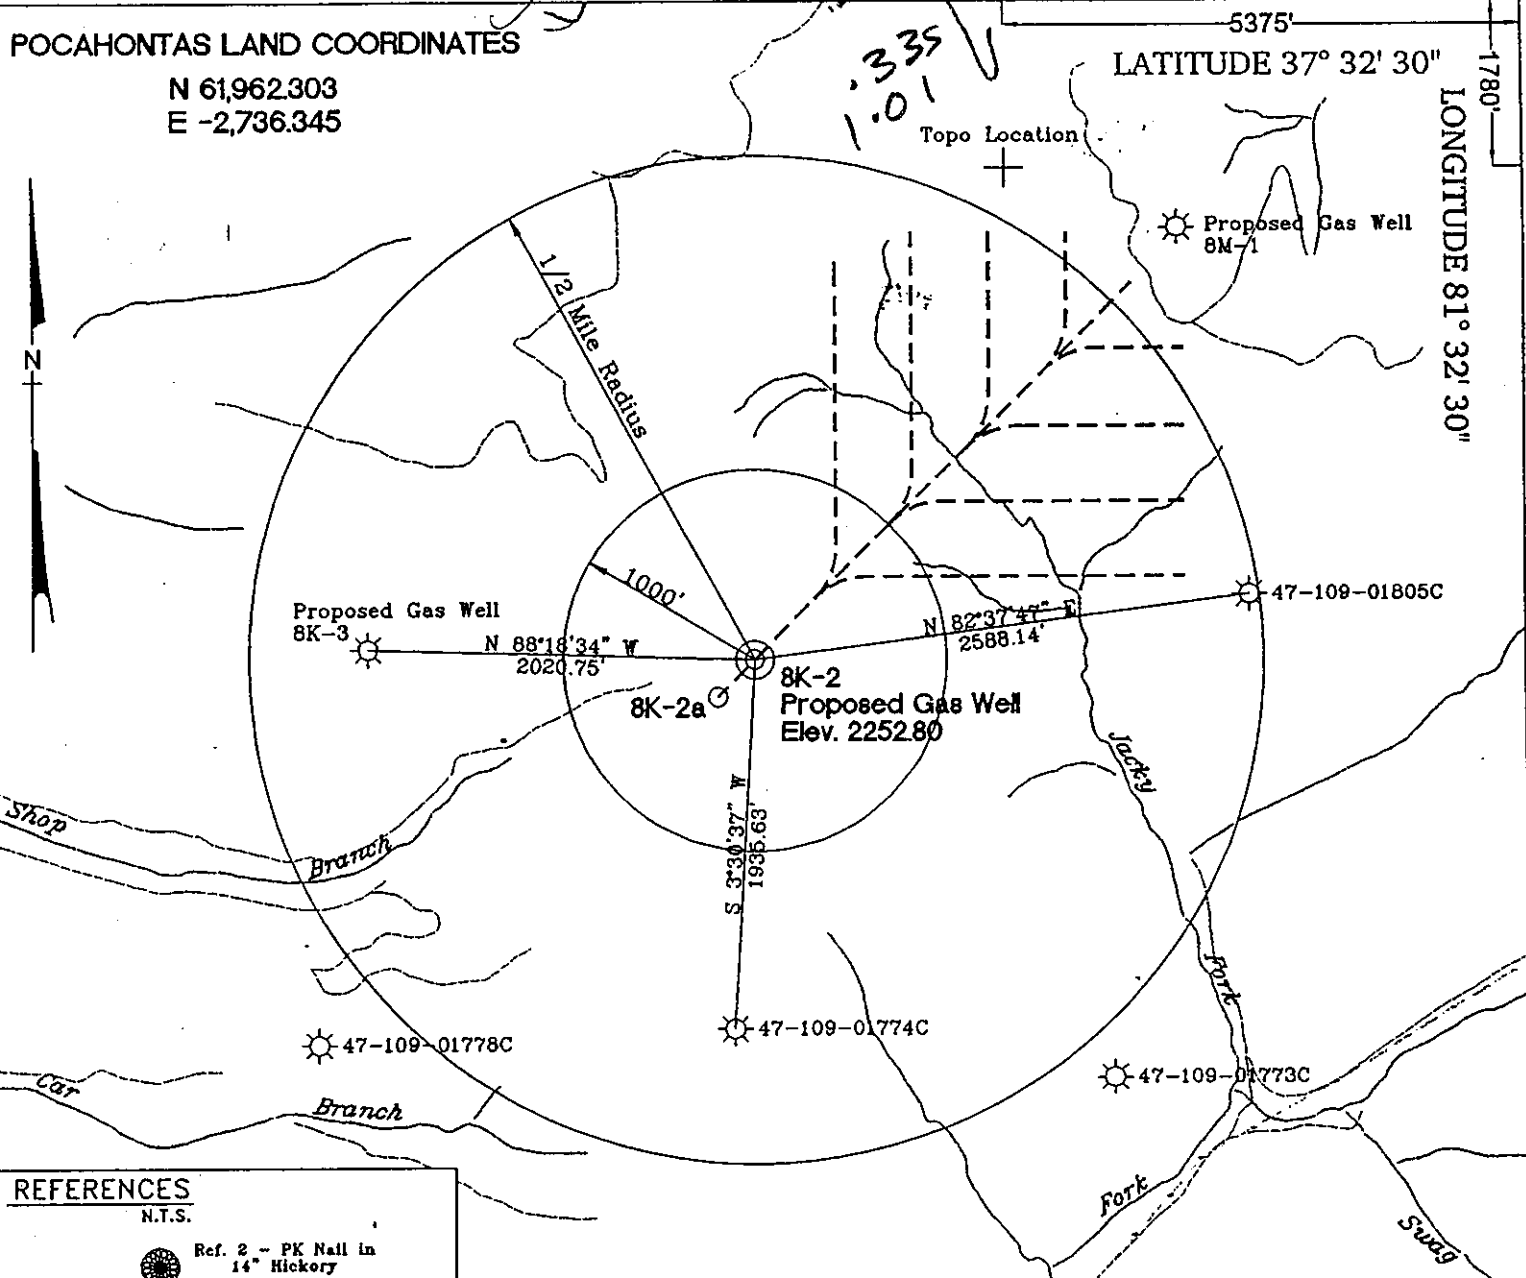 POCAHONTAS LAND COORDINATES
N 61,962.303
E -2,736.345
.335
1.01
5375'
LATITUDE 37° 32' 30"
1780'
LONGITUDE 81° 32' 30"
Topo Location
Proposed Gas Well
8M-1
1/2 Mile Radius
N
1000'
Proposed Gas Well
8K-3
N 88°18'34" W
2020.75'
N 82°37'47" E
2588.14'
47-109-01805C
8K-2
Proposed Gas Well
Elev. 2252.80
8K-2a
S 3°30'37" W
1935.63'
Jacky
Fork
Shop
Branch
47-109-01778C
47-109-01774C
47-109-01773C
Car
Branch
Fork
Swag
REFERENCES
N.T.S.
Ref. 2 - PK Nail in
14" Hickory